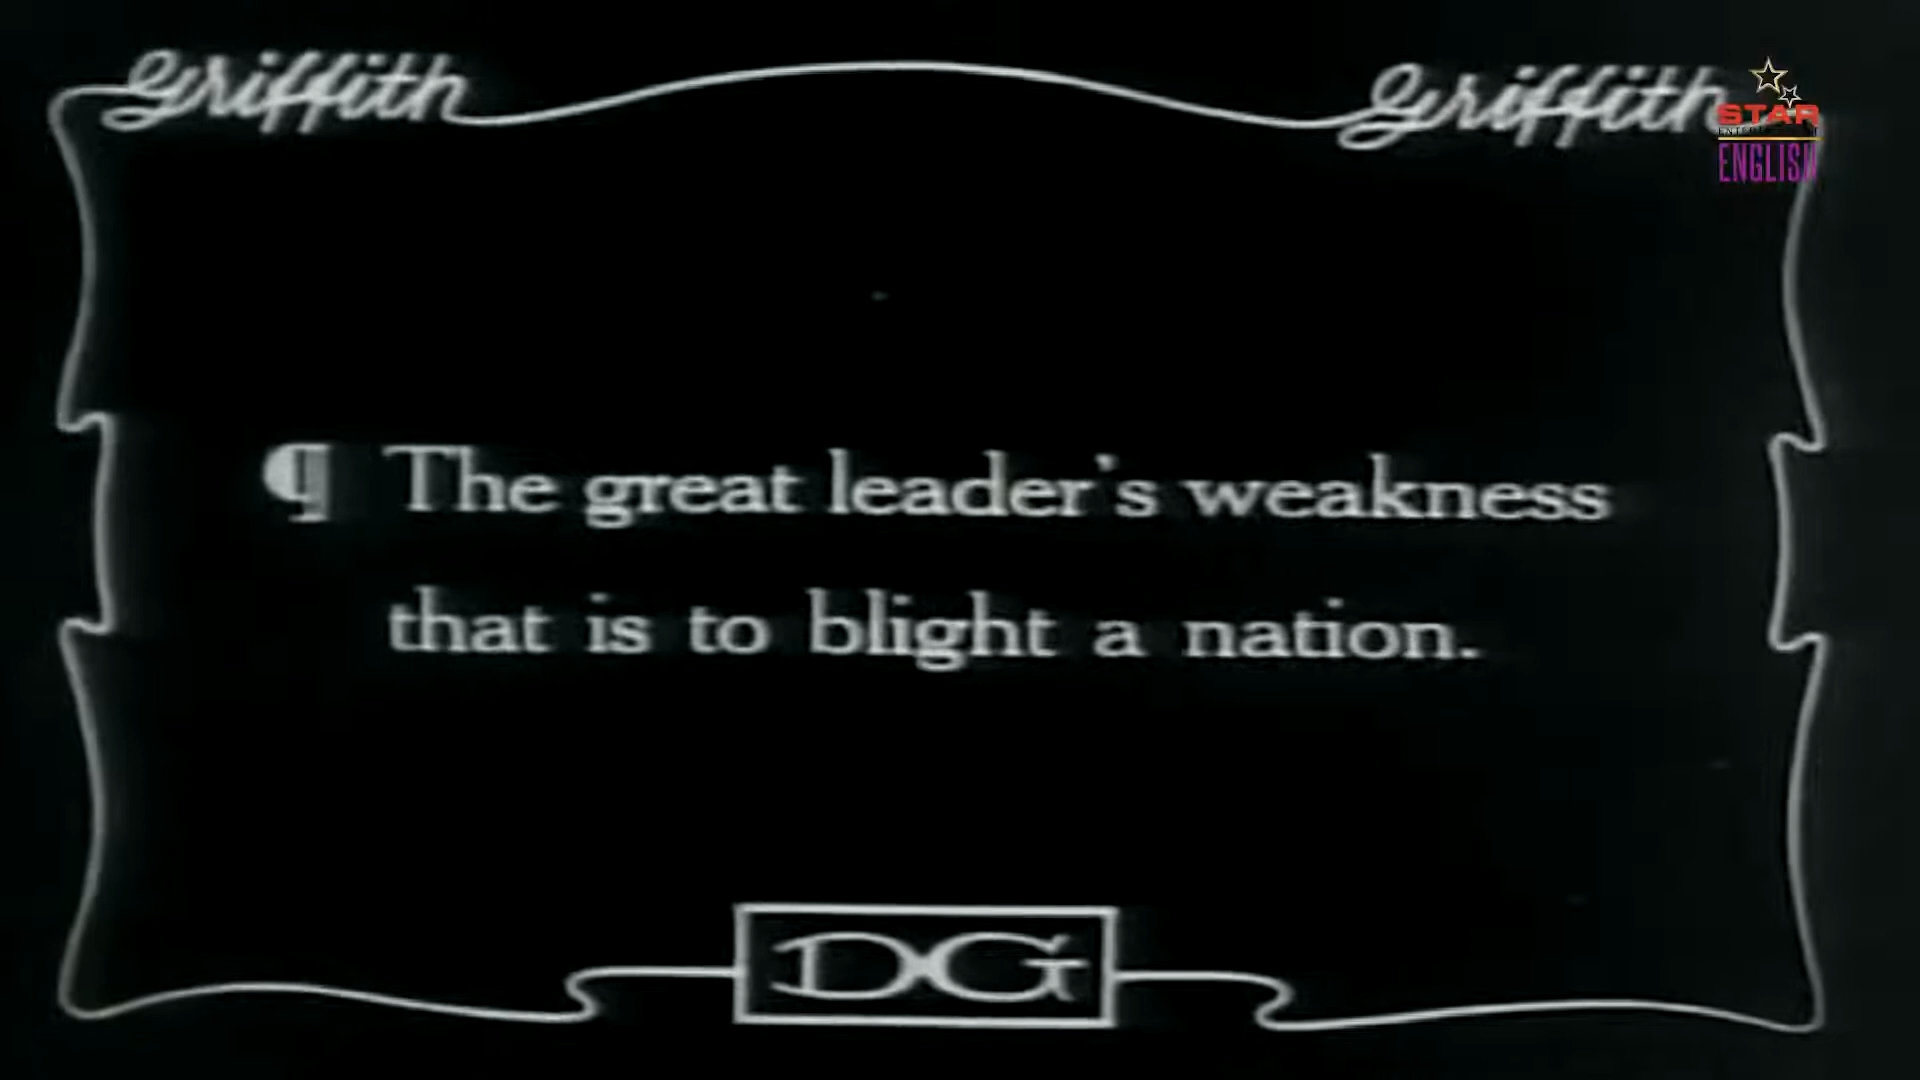 Griffith Griffith
STAR
ENGLISH
¶ The great leader's weakness
that is to blight a nation.
DG